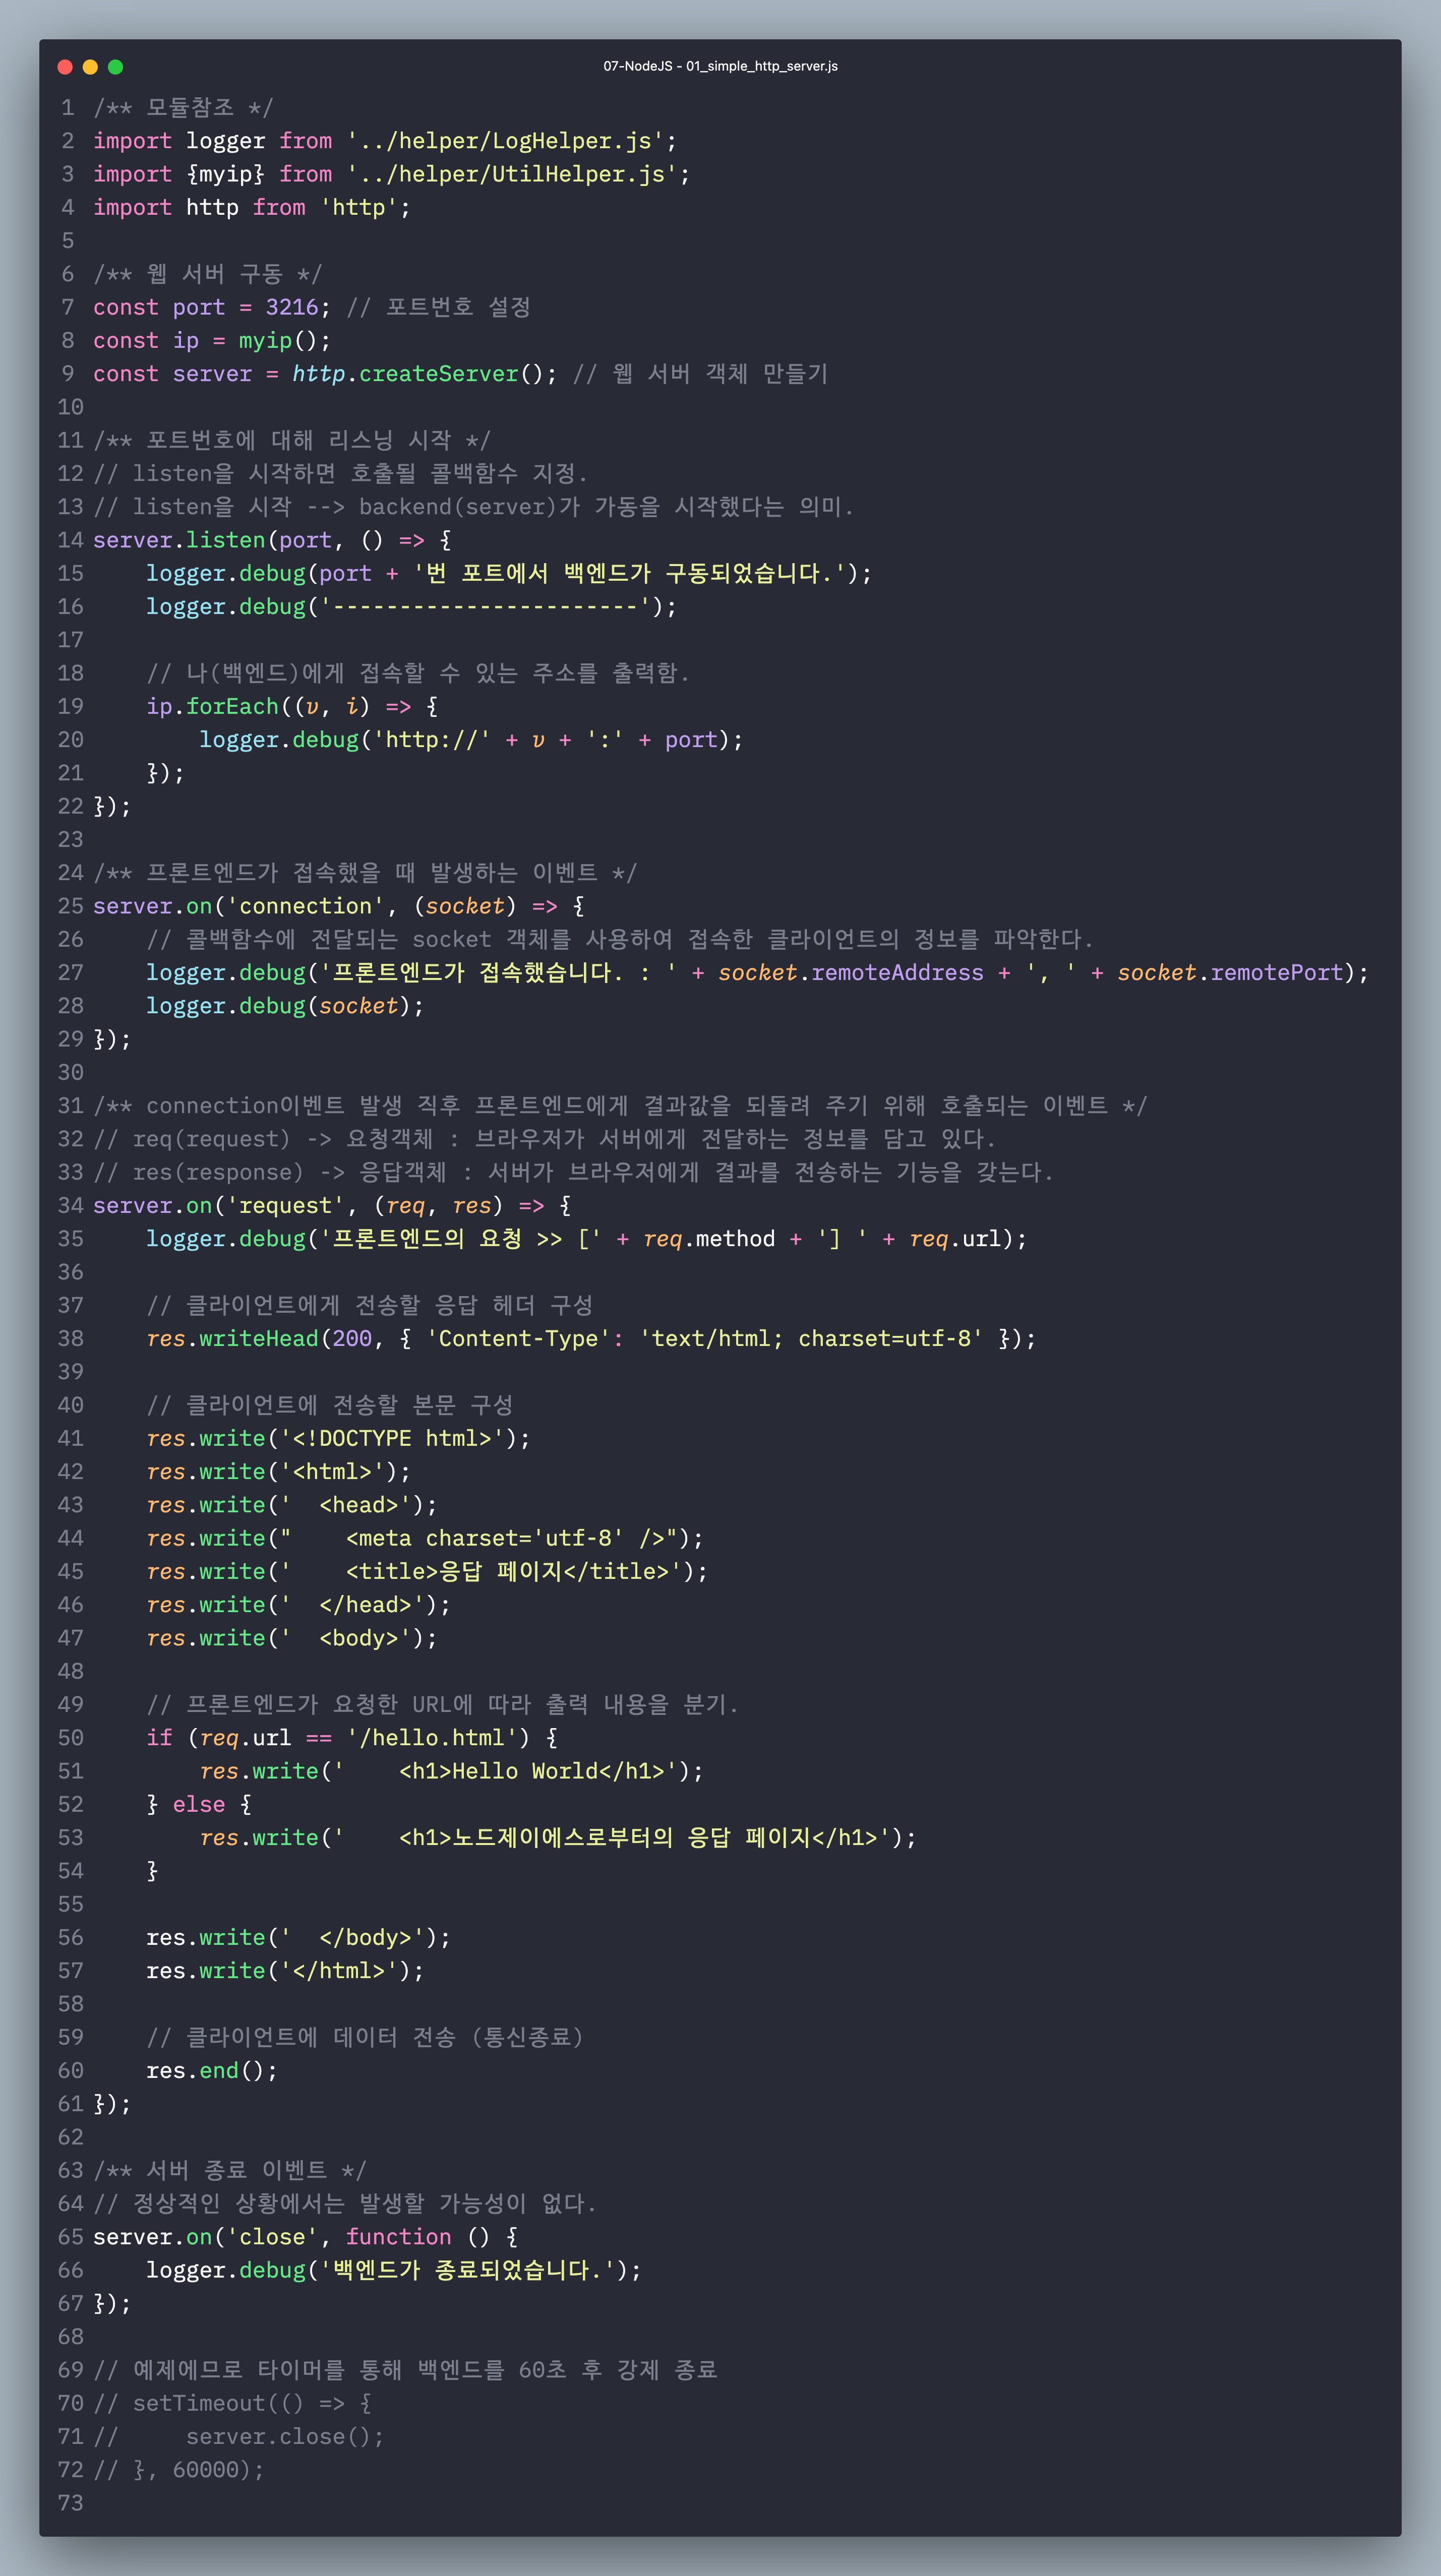 07-NodeJS - 01_simple_http_server.js
1 /** 모듈참조 */
2 import logger from '../helper/LogHelper.js';
3 import {myip} from '../helper/UtilHelper.js';
4 import http from 'http';
5
6 /** 웹 서버 구동 */
7 const port = 3216; // 포트번호 설정
8 const ip = myip();
9 const server = http.createServer(); // 웹 서버 객체 만들기
10
11 /** 포트번호에 대해 리스닝 시작 */
12 // listen을 시작하면 호출될 콜백함수 지정.
13 // listen을 시작 --> backend(server)가 가동을 시작했다는 의미.
14 server.listen(port, () => {
15     logger.debug(port + '번 포트에서 백엔드가 구동되었습니다.');
16     logger.debug('-----------------------');
17
18     // 나(백엔드)에게 접속할 수 있는 주소를 출력함.
19     ip.forEach((v, i) => {
20         logger.debug('http://' + v + ':' + port);
21     });
22 });
23
24 /** 프론트엔드가 접속했을 때 발생하는 이벤트 */
25 server.on('connection', (socket) => {
26     // 콜백함수에 전달되는 socket 객체를 사용하여 접속한 클라이언트의 정보를 파악한다.
27     logger.debug('프론트엔드가 접속했습니다. : ' + socket.remoteAddress + ', ' + socket.remotePort);
28     logger.debug(socket);
29 });
30
31 /** connection이벤트 발생 직후 프론트엔드에게 결과값을 되돌려 주기 위해 호출되는 이벤트 */
32 // req(request) -> 요청객체 : 브라우저가 서버에게 전달하는 정보를 담고 있다.
33 // res(response) -> 응답객체 : 서버가 브라우저에게 결과를 전송하는 기능을 갖는다.
34 server.on('request', (req, res) => {
35     logger.debug('프론트엔드의 요청 >> [' + req.method + '] ' + req.url);
36
37     // 클라이언트에게 전송할 응답 헤더 구성
38     res.writeHead(200, { 'Content-Type': 'text/html; charset=utf-8' });
39
40     // 클라이언트에 전송할 본문 구성
41     res.write('<!DOCTYPE html>');
42     res.write('<html>');
43     res.write('  <head>');
44     res.write("    <meta charset='utf-8' />");
45     res.write('    <title>응답 페이지</title>');
46     res.write('  </head>');
47     res.write('  <body>');
48
49     // 프론트엔드가 요청한 URL에 따라 출력 내용을 분기.
50     if (req.url == '/hello.html') {
51         res.write('    <h1>Hello World</h1>');
52     } else {
53         res.write('    <h1>노드제이에스로부터의 응답 페이지</h1>');
54     }
55
56     res.write('  </body>');
57     res.write('</html>');
58
59     // 클라이언트에 데이터 전송 (통신종료)
60     res.end();
61 });
62
63 /** 서버 종료 이벤트 */
64 // 정상적인 상황에서는 발생할 가능성이 없다.
65 server.on('close', function () {
66     logger.debug('백엔드가 종료되었습니다.');
67 });
68
69 // 예제에므로 타이머를 통해 백엔드를 60초 후 강제 종료
70 // setTimeout(() => {
71 //     server.close();
72 // }, 60000);
73